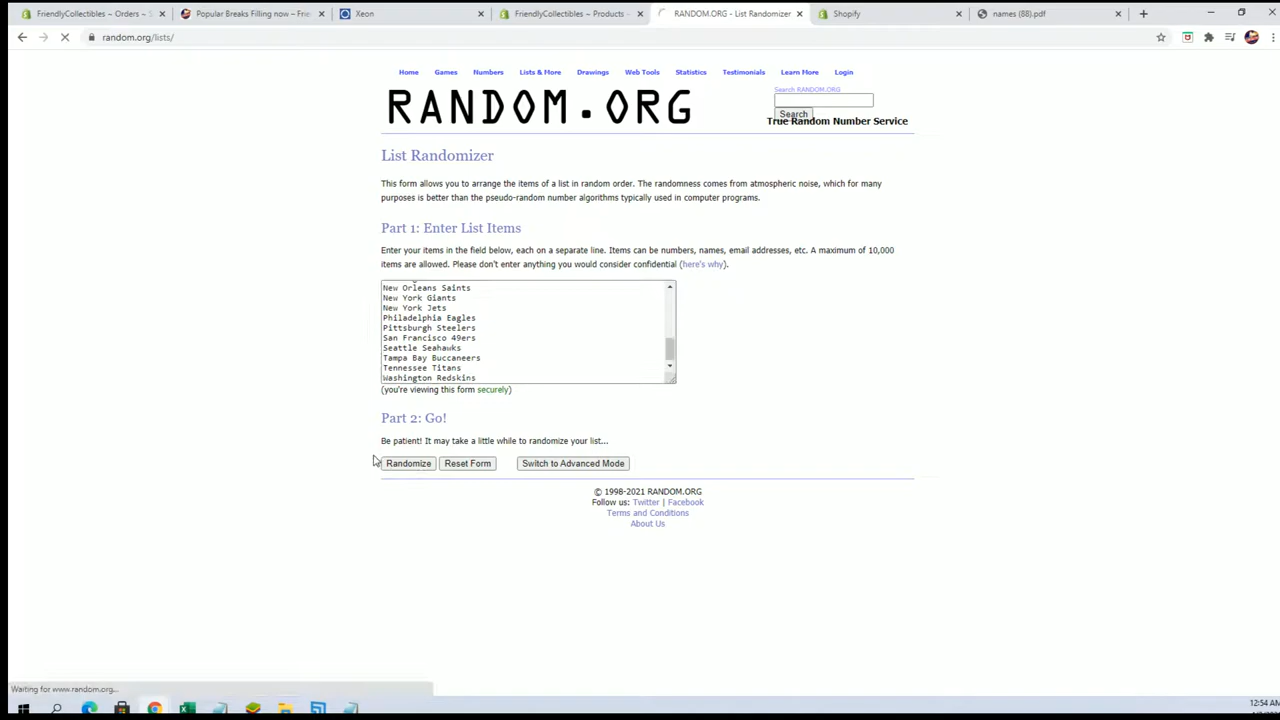 FriendlyCollectibles ~ Orders ~ S
Popular Breaks Filling now – Frie
Xeon
FriendlyCollectibles ~ Products ~
RANDOM.ORG - List Randomizer
Shopify
names (88).pdf
random.org/lists/
Home
Games
Numbers
Lists & More
Drawings
Web Tools
Statistics
Testimonials
Learn More
Login
Search RANDOM.ORG
RANDOM.ORG
Search
True Random Number Service
List Randomizer
This form allows you to arrange the items of a list in random order. The randomness comes from atmospheric noise, which for many
purposes is better than the pseudo-random number algorithms typically used in computer programs.
Part 1: Enter List Items
Enter your items in the field below, each on a separate line. Items can be numbers, names, email addresses, etc. A maximum of 10,000
items are allowed. Please don't enter anything you would consider confidential (here's why).
New Orleans Saints
New York Giants
New York Jets
Philadelphia Eagles
Pittsburgh Steelers
San Francisco 49ers
Seattle Seahawks
Tampa Bay Buccaneers
Tennessee Titans
Washington Redskins
(you're viewing this form securely)
Part 2: Go!
Be patient! It may take a little while to randomize your list...
Randomize
Reset Form
Switch to Advanced Mode
© 1998-2021 RANDOM.ORG
Follow us: Twitter | Facebook
Terms and Conditions
About Us
Waiting for www.random.org...
12:54 AM